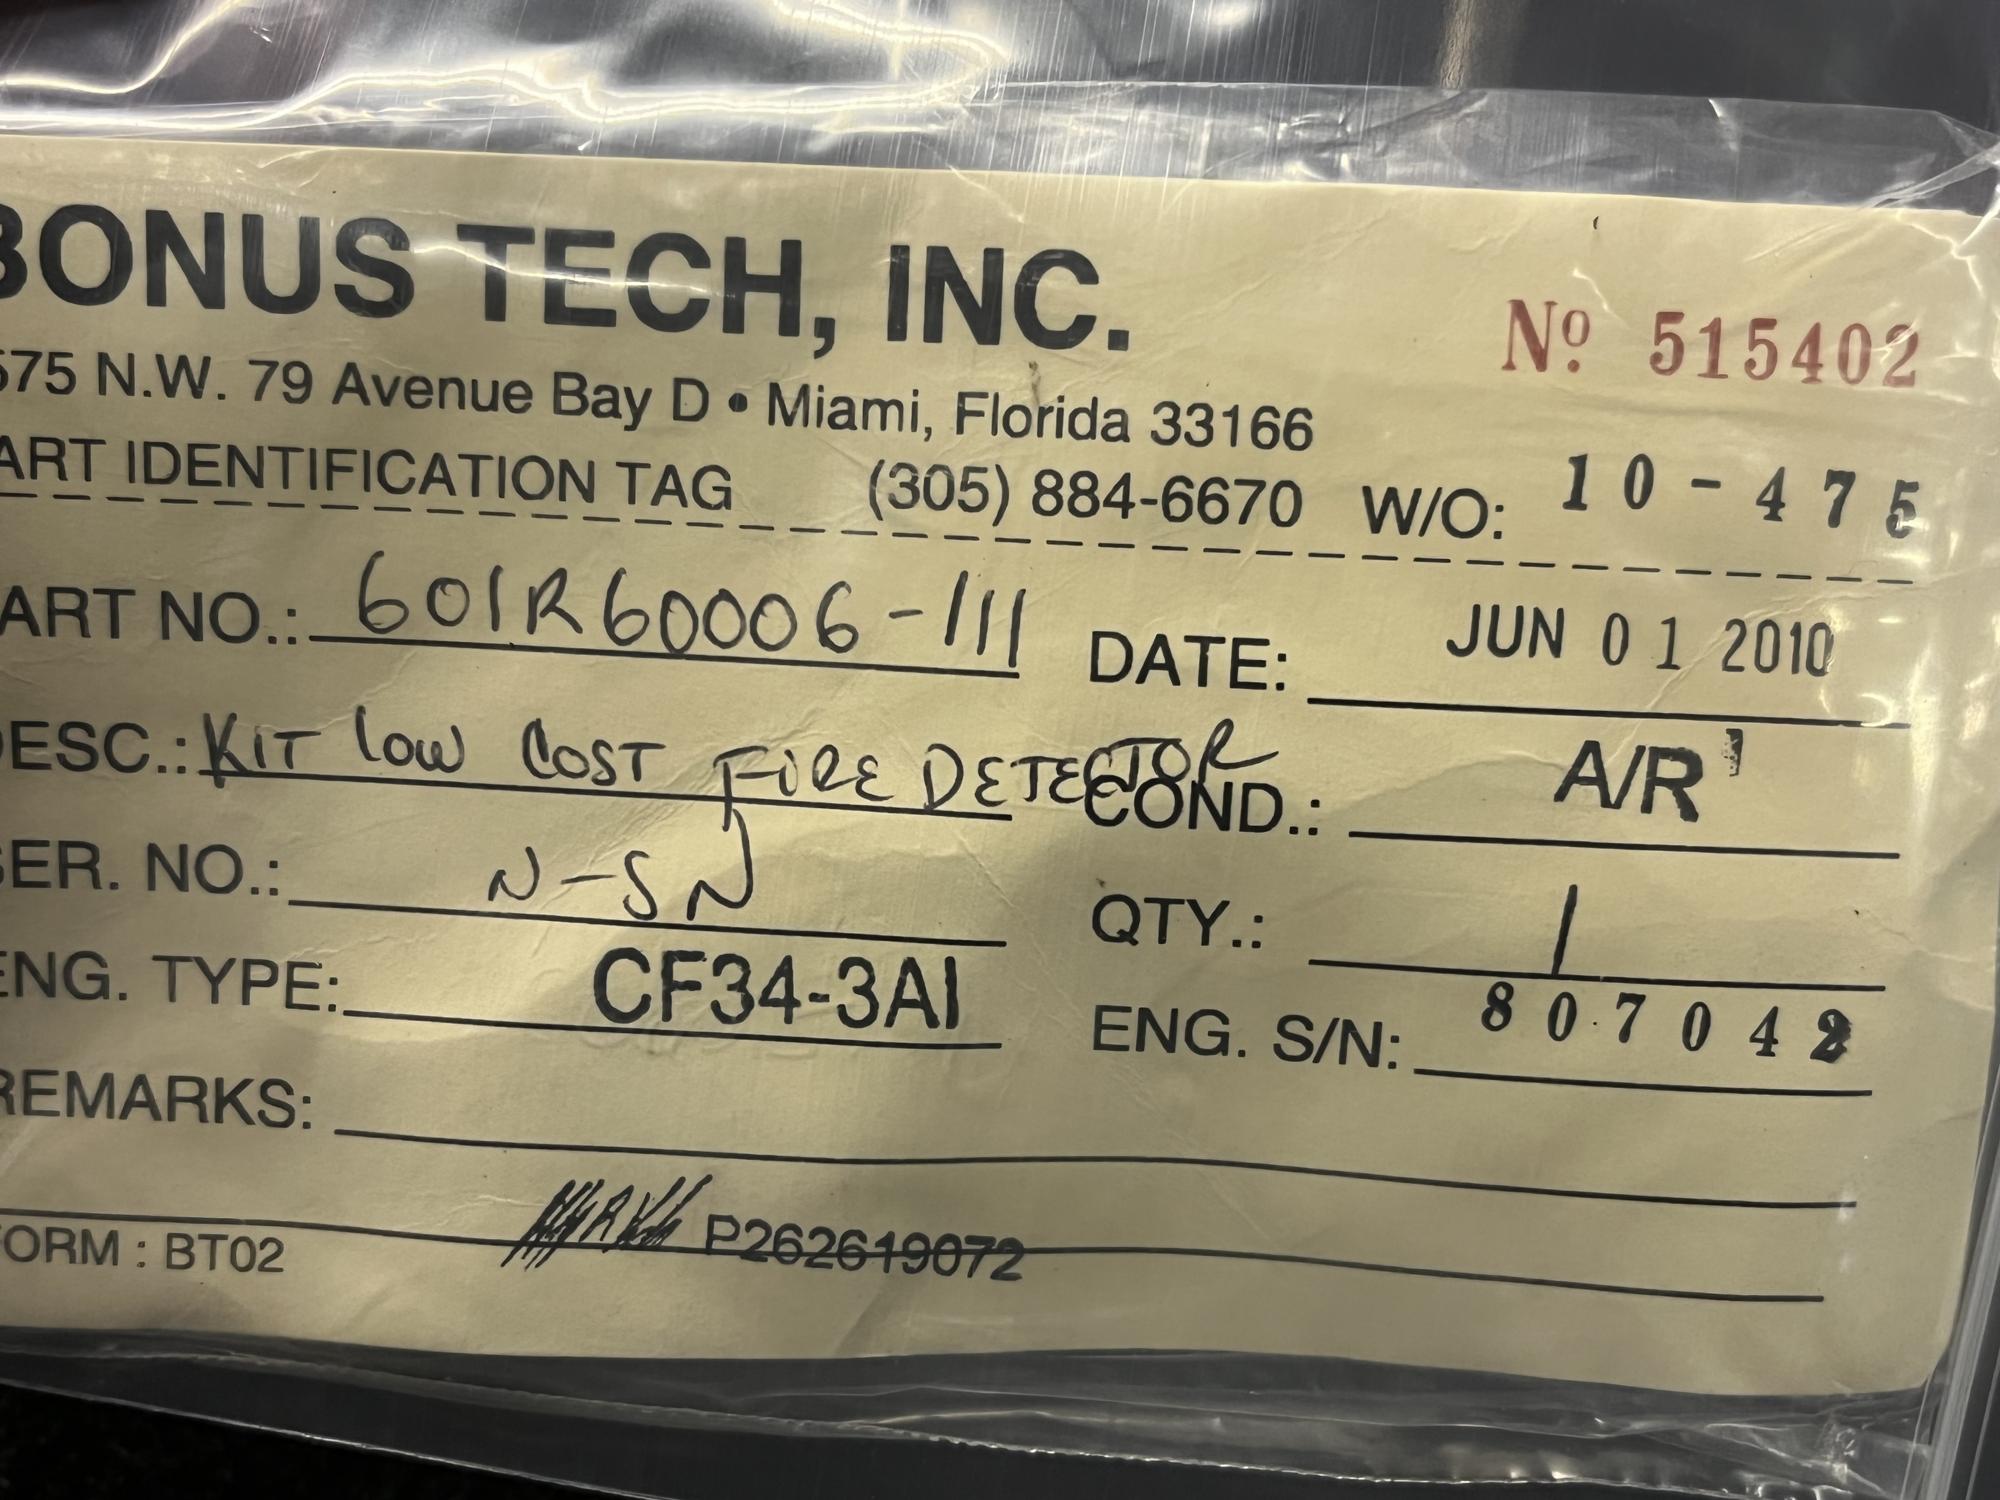 BONUS TECH, INC.
Nº 515402
575 N.W. 79 Avenue Bay D • Miami, Florida 33166
ART IDENTIFICATION TAG (305) 884-6670 W/O: 10-475
ART NO.: 601R60006-111 DATE: JUN 01 2010
DESC.: KIT LOW COST FIRE DETECTOR COND.: A/R
SER. NO.: N-SN QTY.: 1
ENG. TYPE: CF34-3A1 ENG. S/N: 807042
REMARKS:
P262619072
ORM : BT02